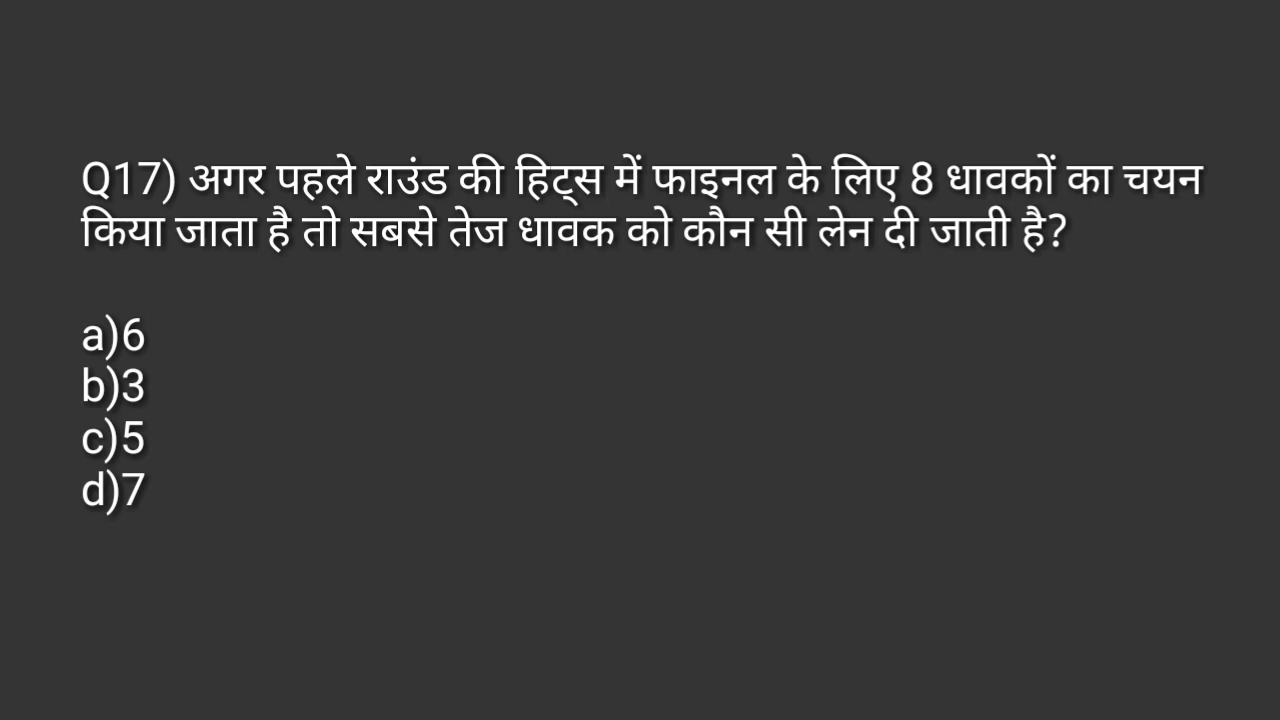 Q17) अगर पहले राउंड की हिट्स में फाइनल के लिए 8 धावकों का चयन
किया जाता है तो सबसे तेज धावक को कौन सी लेन दी जाती है?
a)6
b)3
c)5
d)7